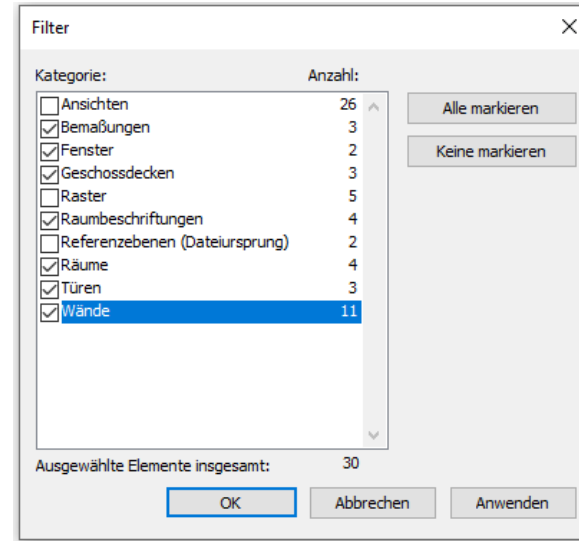 Filter
Kategorie: Anzahl:
Ansichten 26
Bemaßungen 3
Fenster 2
Geschossdecken 3
Raster 5
Raumbeschriftungen 4
Referenzebenen (Dateiursprung) 2
Räume 4
Türen 3
Wände 11
Alle markieren
Keine markieren
Ausgewählte Elemente insgesamt: 30
OK Abbrechen Anwenden